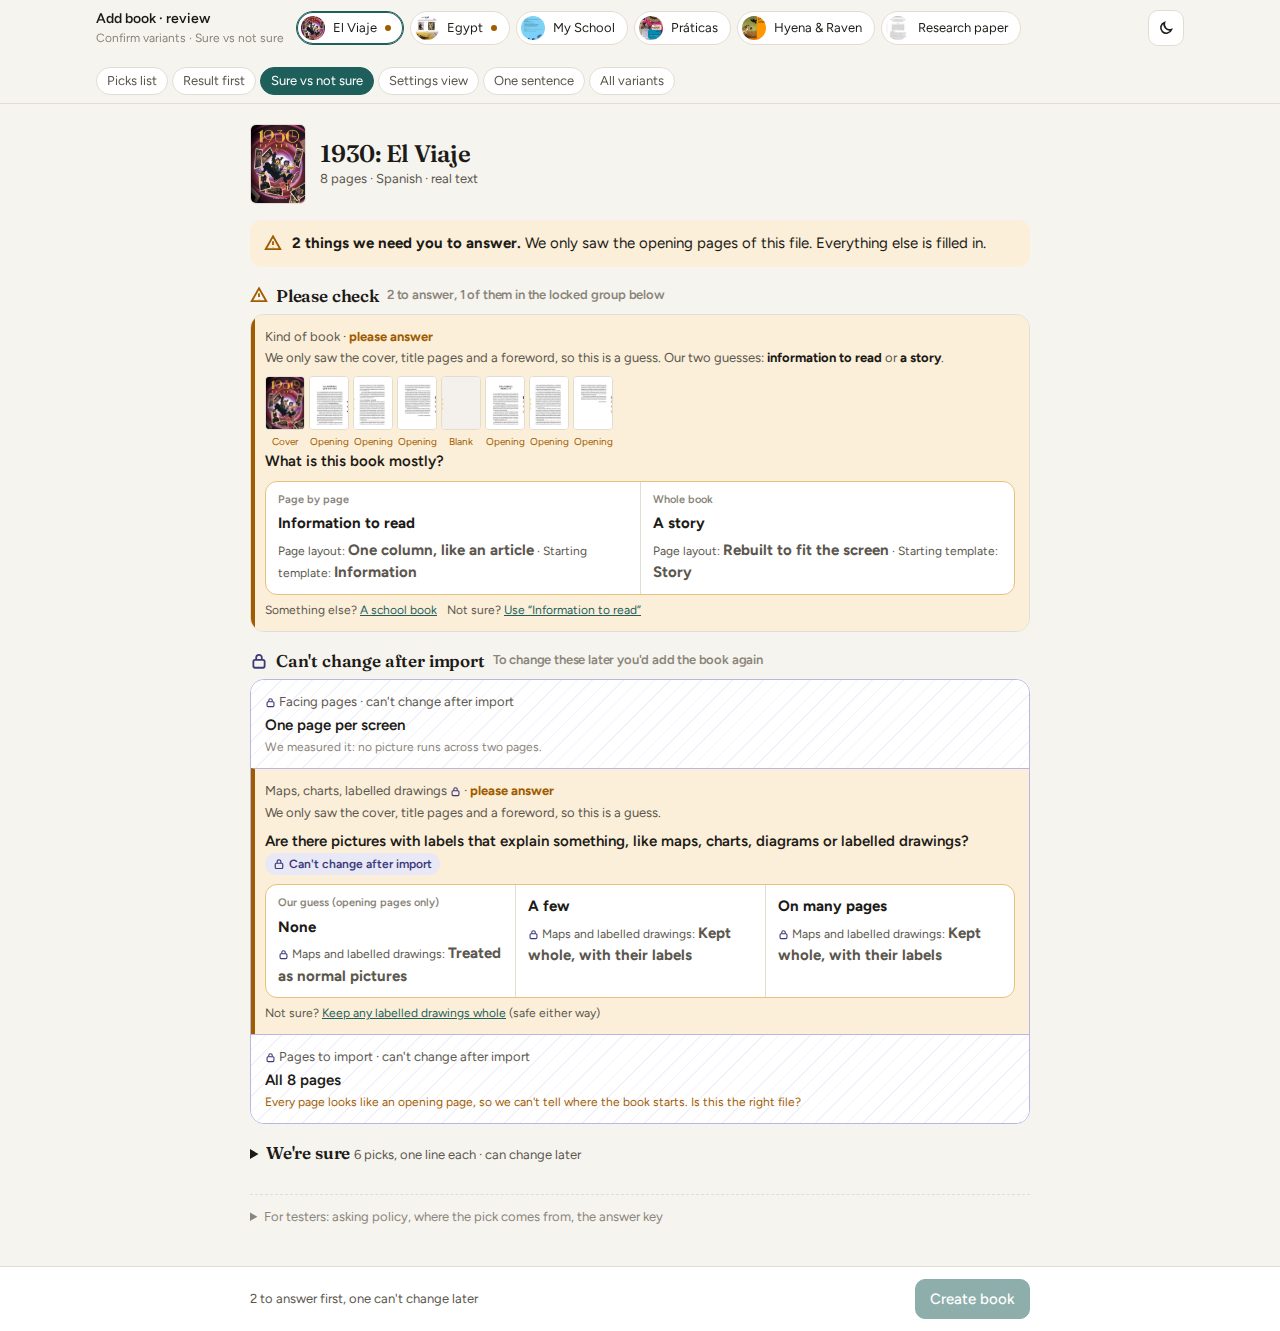 Add book · review
Confirm variants · Sure vs not sure
El Viaje
Egypt
My School
Práticas
Hyena & Raven
Research paper
Picks list
Result first
Sure vs not sure
Settings view
One sentence
All variants
1930
1930: El Viaje
8 pages · Spanish · real text
2 things we need you to answer. We only saw the opening pages of this file. Everything else is filled in.
Please check 2 to answer, 1 of them in the locked group below
Kind of book · please answer
We only saw the cover, title pages and a foreword, so this is a guess. Our two guesses: information to read or a story.
Cover Opening Opening Opening Blank Opening Opening Opening
What is this book mostly?
Page by page
Information to read
Page layout: One column, like an article · Starting
template: Information
Whole book
A story
Page layout: Rebuilt to fit the screen · Starting template:
Story
Something else? A school book Not sure? Use “Information to read”
Can't change after import To change these later you'd add the book again
Facing pages · can't change after import
One page per screen
We measured it: no picture runs across two pages.
Maps, charts, labelled drawings · please answer
We only saw the cover, title pages and a foreword, so this is a guess.
Are there pictures with labels that explain something, like maps, charts, diagrams or labelled drawings?
Can't change after import
Our guess (opening pages only)
None
Maps and labelled drawings: Treated
as normal pictures
A few
Maps and labelled drawings: Kept
whole, with their labels
On many pages
Maps and labelled drawings: Kept
whole, with their labels
Not sure? Keep any labelled drawings whole (safe either way)
Pages to import · can't change after import
All 8 pages
Every page looks like an opening page, so we can't tell where the book starts. Is this the right file?
We're sure 6 picks, one line each · can change later
For testers: asking policy, where the pick comes from, the answer key
2 to answer first, one can't change later
Create book